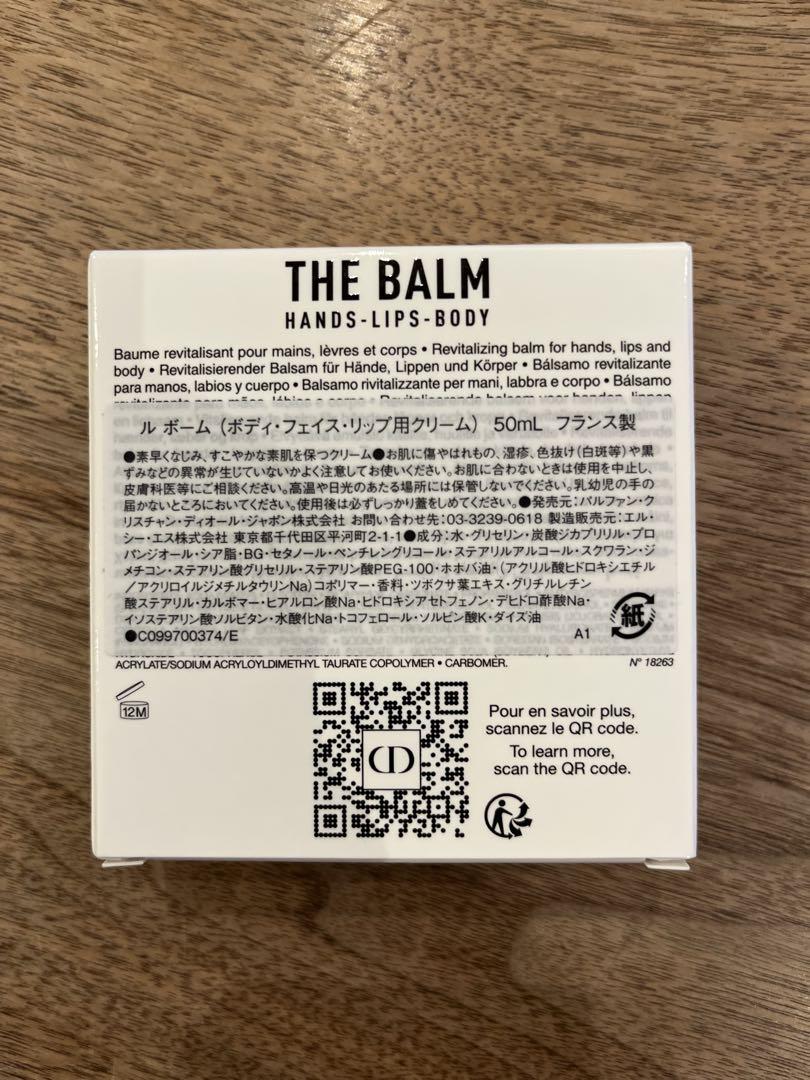 THE BALM
HANDS-LIPS-BODY
Baume revitalisant pour mains, lèvres et corps • Revitalizing balm for hands, lips and
body • Revitalisierender Balsam für Hände, Lippen und Körper • Bálsamo revitalizante
para manos, labios y cuerpo • Balsamo rivitalizzante per mani, labbra e corpo • Bálsamo
ル ボーム（ボディ・フェイス・リップ用クリーム） 50mL フランス製
●素早くなじみ、すこやかな素肌を保つクリーム●お肌に傷やはれもの、湿疹、色抜け(白斑等)や黒
ずみなどの異常が生じていないかよく注意してお使いください。お肌に合わないときは使用を中止し、
皮膚科医等にご相談ください。高温や日光のあたる場所には保管しないでください。乳幼児の手の
届かないところにおいてください。使用後は必ずしっかり蓋をしめてください。●発売元：パルファン・ク
リスチャン・ディオール・ジャポン株式会社 お問い合わせ先：03-3239-0618 製造販売元：エル・
シー・エス株式会社 東京都千代田区平河町2-1-1●成分：水・グリセリン・炭酸ジカプリリル・プロ
パンジオール・シア脂・BG・セタノール・ペンチレングリコール・ステアリルアルコール・スクワラン・ジ
メチコン・ステアリン酸グリセリル・ステアリン酸PEG-100・ホホバ油・（アクリル酸ヒドロキシエチル
／アクリロイルジメチルタウリンNa）コポリマー・香料・ツボクサ葉エキス・グリチルレチン
酸ステアリル・カルボマー・ヒアルロン酸Na・ヒドロキシアセトフェノン・デヒドロ酢酸Na・
イソステアリン酸ソルビタン・水酸化Na・トコフェロール・ソルビン酸K・ダイズ油
●C099700374/E A1 紙
ACRYLATE/SODIUM ACRYLOYLDIMETHYL TAURATE COPOLYMER • CARBOMER. N° 18263
12M
CD
Pour en savoir plus,
scannez le QR code.
To learn more,
scan the QR code.